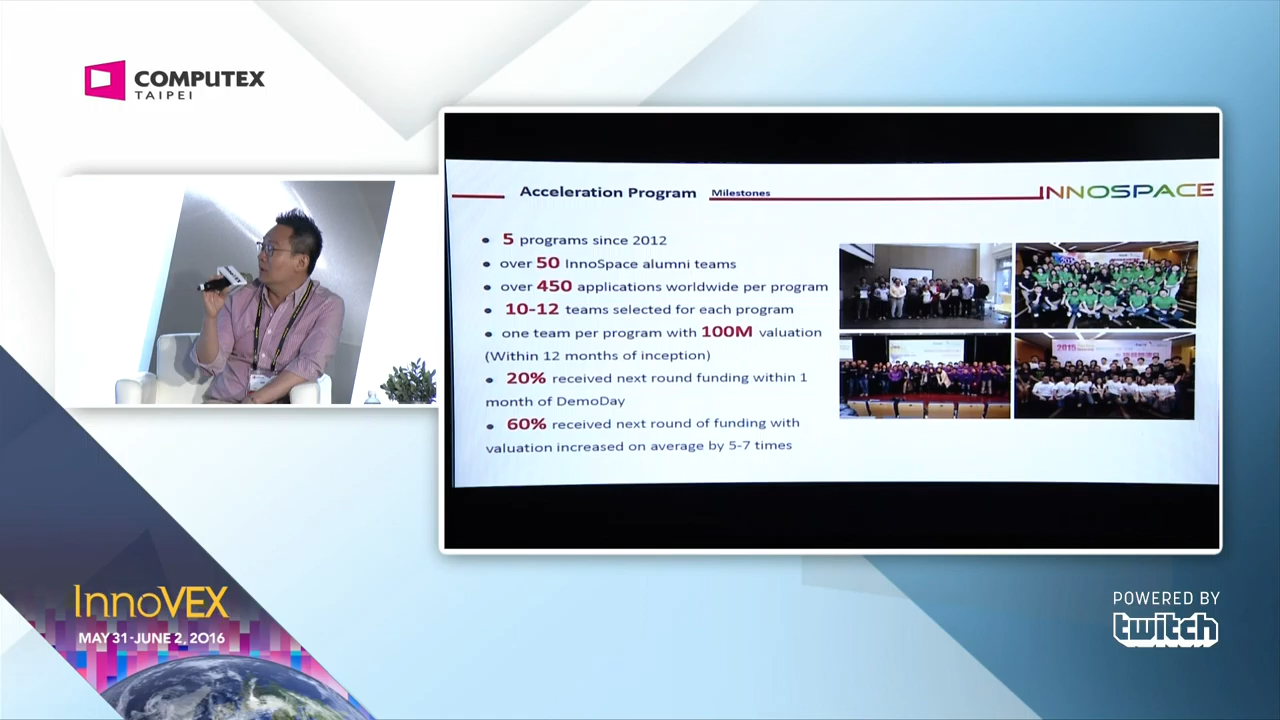 COMPUTEX
TAIPEI
Acceleration Program Milestones
INNOSPACE
• 5 programs since 2012
• over 50 InnoSpace alumni teams
• over 450 applications worldwide per program
• 10-12 teams selected for each program
• one team per program with 100M valuation
(Within 12 months of inception)
• 20% received next round funding within 1
month of DemoDay
• 60% received next round of funding with
valuation increased on average by 5-7 times
2015
InnoVEX
MAY 31-JUNE 2, 2016
POWERED BY
twitch